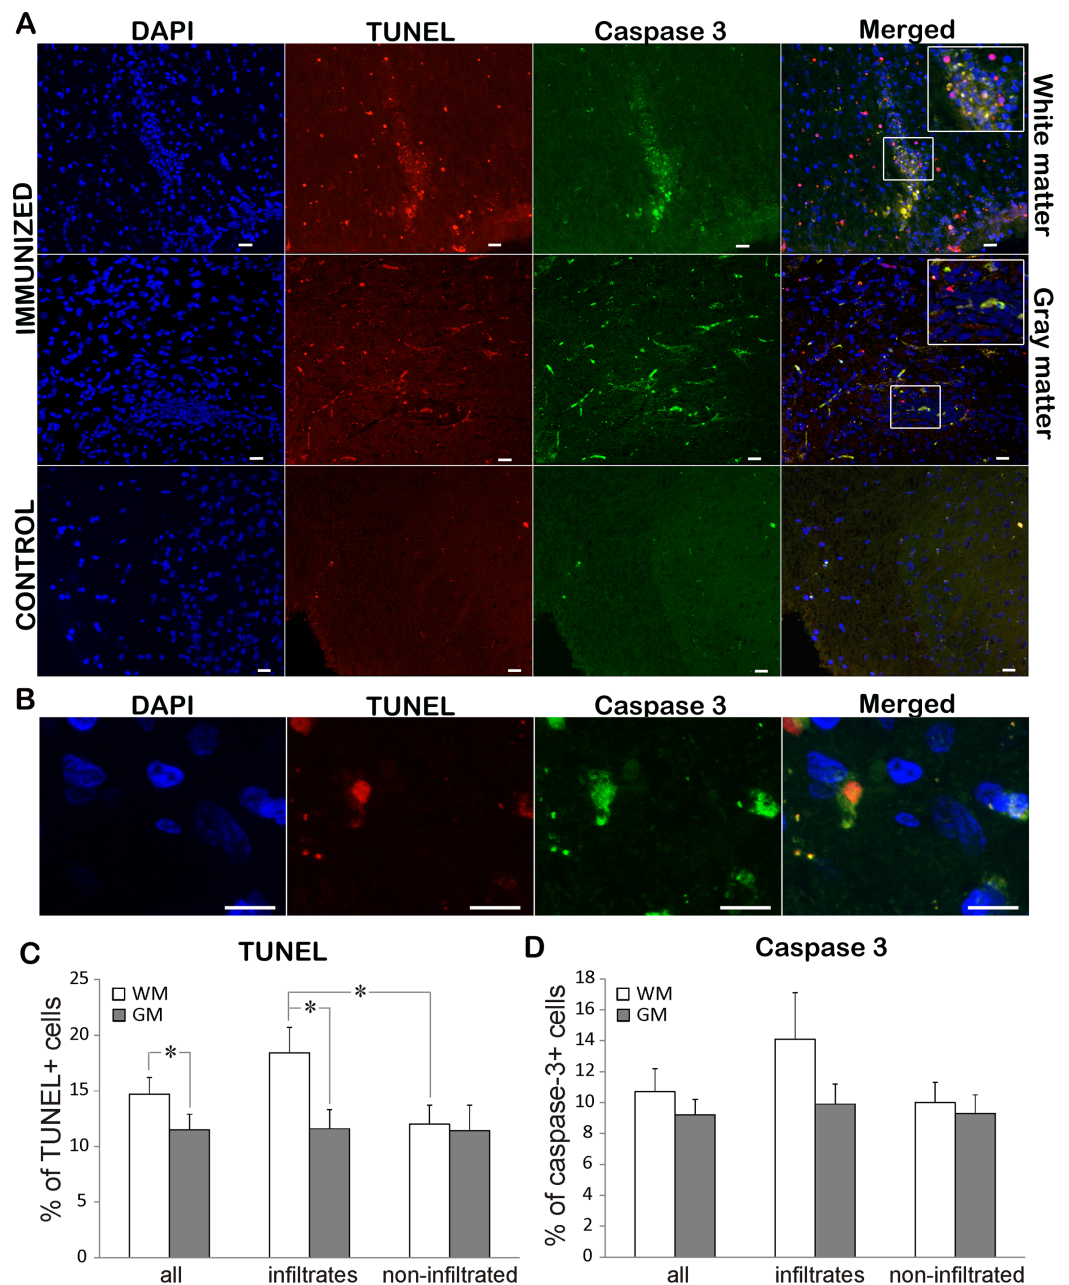 A
DAPI TUNEL Caspase 3 Merged
IMMUNIZED
White matter
Gray matter
CONTROL
B
DAPI TUNEL Caspase 3 Merged
C
TUNEL
% of TUNEL+ cells
25
20
15
10
5
0
WM
GM
*
*
*
all infiltrates non-infiltrated
D
Caspase 3
% of caspase-3+ cells
18
16
14
12
10
8
6
4
2
0
WM
GM
all infiltrates non-infiltrated